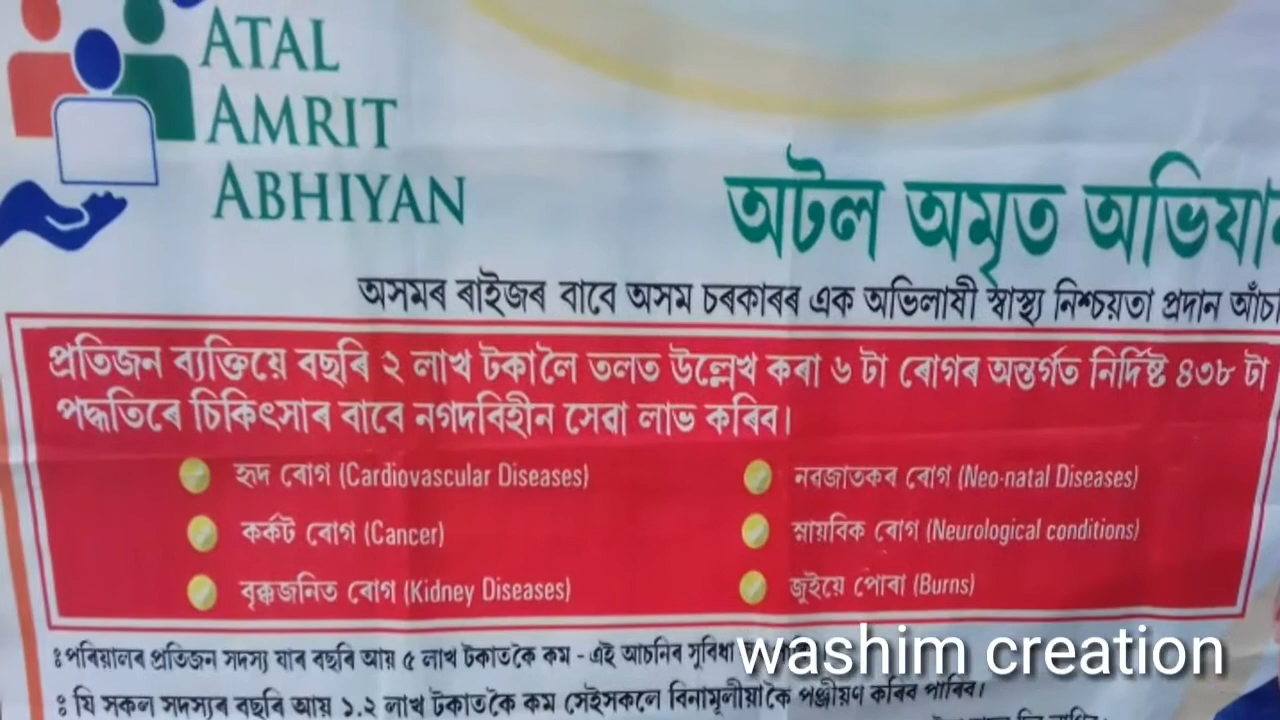 ATAL
AMRIT
ABHIYAN
অটল অমৃত
অসমৰ ৰাইজৰ বাবে অসম চৰকাৰৰ এক অভিলাষী স্বাস্থ্য নিশ্চয়তা প্ৰদান
প্ৰতিজন ব্যক্তিয়ে বছৰি ২ লাখ টকালৈ তলত উল্লেখ কৰা ৬ টা ৰোগৰ অন্তৰ্গত নিৰ্দিষ্ট ৪৩৮ টা
পদ্ধতিৰে চিকিৎসাৰ বাবে নগদবিহীন সেৱা লাভ কৰিব।
হৃদ ৰোগ (Cardiovascular Diseases)
নৱজাতকৰ ৰোগ (Neo-natal Diseases)
কৰ্কট ৰোগ (Cancer)
স্নায়বিক ৰোগ (Neurological conditions)
বৃক্কজনিত ৰোগ (Kidney Diseases)
জুইয়ে পোৰা (Burns)
ঃ পৰিয়ালৰ প্ৰতিজন সদস্য যাৰ বছৰি আয় ৫ লাখ টকাতকৈ কম - এই আচনিৰ সুবিধা
washim creation
ঃ যি সকল সদস্যৰ বছৰি আয় ১.২ লাখ টকাতকৈ কম সেইসকলে বিনামূলীয়াকৈ পঞ্জীয়ণ কৰিব পাৰিব।